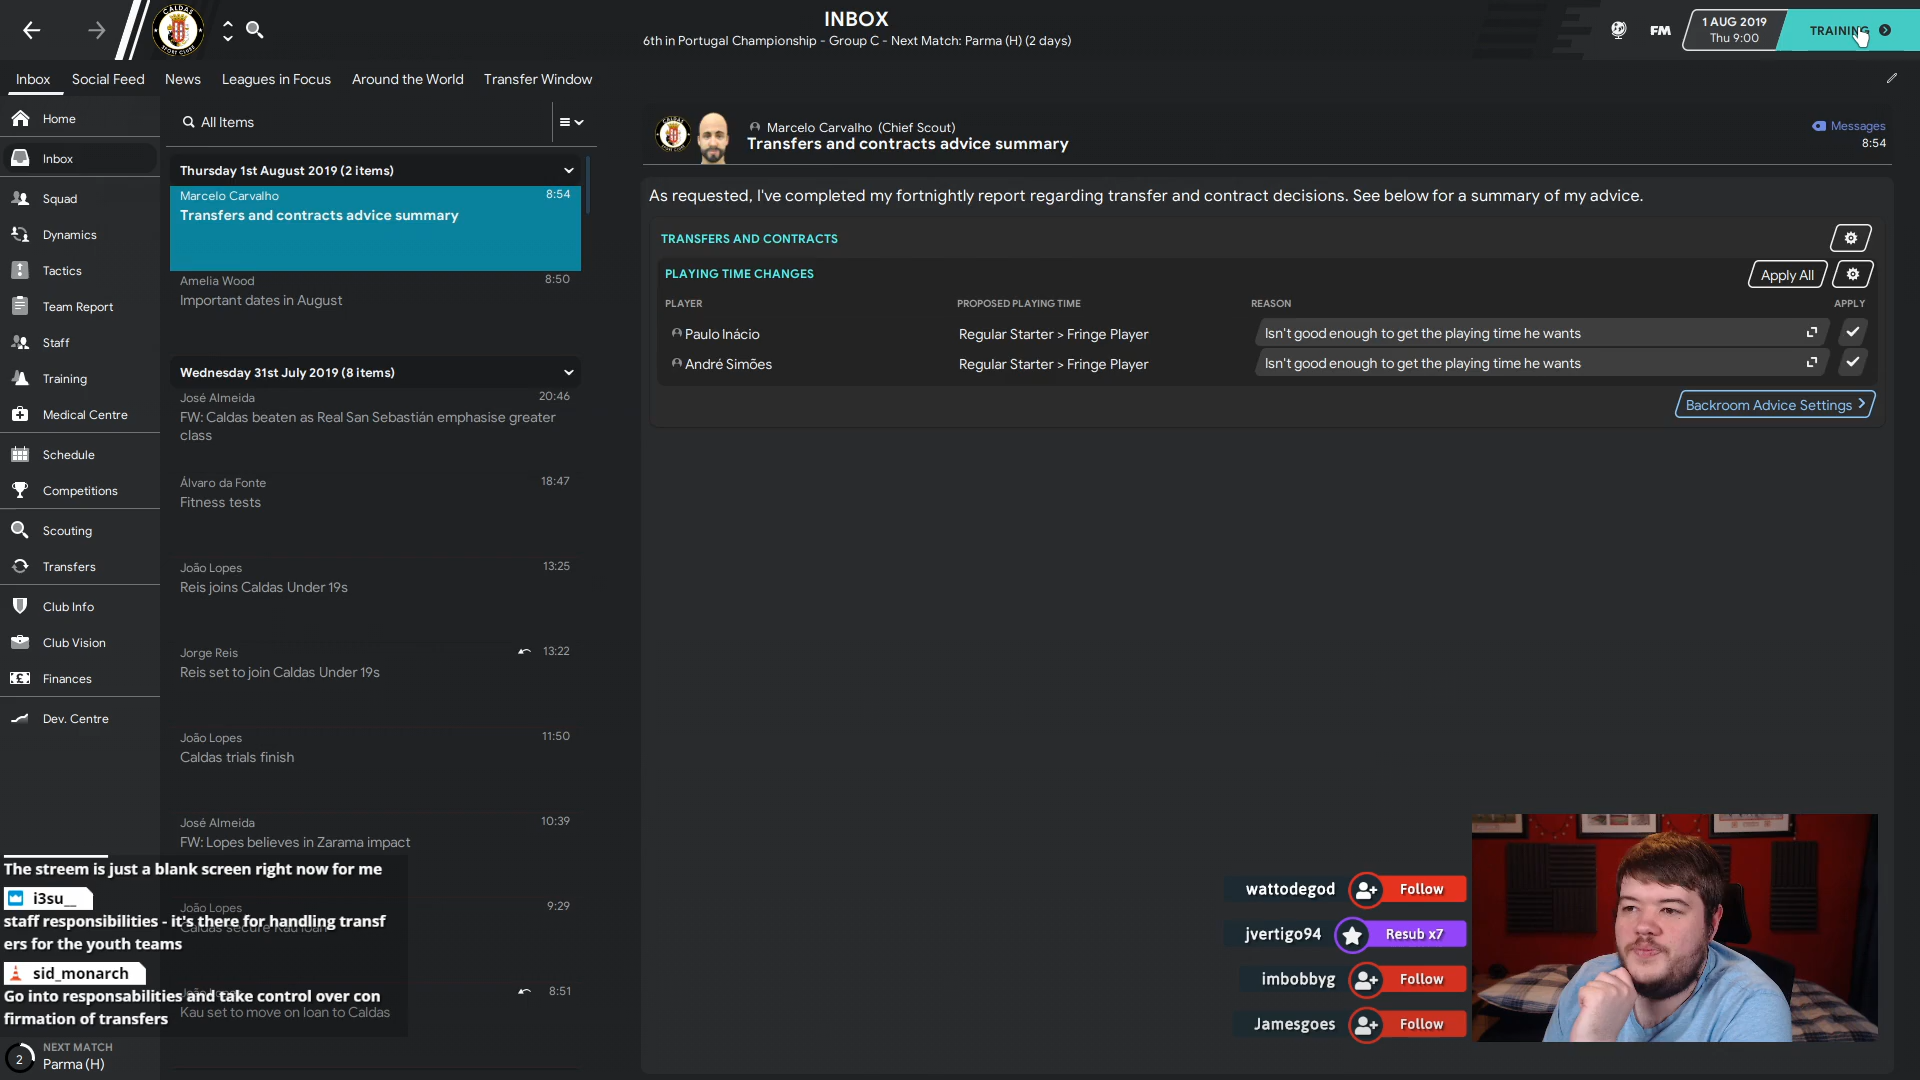 INBOX
6th in Portugal Championship - Group C - Next Match: Parma (H) (2 days)
FM
1 AUG 2019
Thu 9:00
TRAINING
Inbox
Social Feed
News
Leagues in Focus
Around the World
Transfer Window
Home
Inbox
Squad
Dynamics
Tactics
Team Report
Staff
Training
Medical Centre
Schedule
Competitions
Scouting
Transfers
Club Info
Club Vision
Finances
Dev. Centre
All Items
Thursday 1st August 2019 (2 items)
Marcelo Carvalho 8:54
Transfers and contracts advice summary
Amelia Wood 8:50
Important dates in August
Wednesday 31st July 2019 (8 items)
José Almeida 20:46
FW: Caldas beaten as Real San Sebastián emphasise greater
class
Álvaro da Fonte 18:47
Fitness tests
João Lopes 13:25
Reis joins Caldas Under 19s
Jorge Reis 13:22
Reis set to join Caldas Under 19s
João Lopes 11:50
Caldas trials finish
José Almeida 10:39
FW: Lopes believes in Zarama impact
João Lopes 9:29
Caldas secure Kau loan
8:51
Kau set to move on loan to Caldas
Marcelo Carvalho (Chief Scout)
Transfers and contracts advice summary
Messages
8:54
As requested, I've completed my fortnightly report regarding transfer and contract decisions. See below for a summary of my advice.
TRANSFERS AND CONTRACTS
PLAYING TIME CHANGES
Apply All
PLAYER PROPOSED PLAYING TIME REASON APPLY
Paulo Inácio Regular Starter > Fringe Player Isn't good enough to get the playing time he wants
André Simões Regular Starter > Fringe Player Isn't good enough to get the playing time he wants
Backroom Advice Settings
The streem is just a blank screen right now for me
i3su__
staff responsibilities - it's there for handling transf
ers for the youth teams
sid_monarch
Go into responsabilities and take control over con
firmation of transfers
2
NEXT MATCH
Parma (H)
wattodegod Follow
jvertigo94 Resub x7
imbobbyg Follow
Jamesgoes Follow